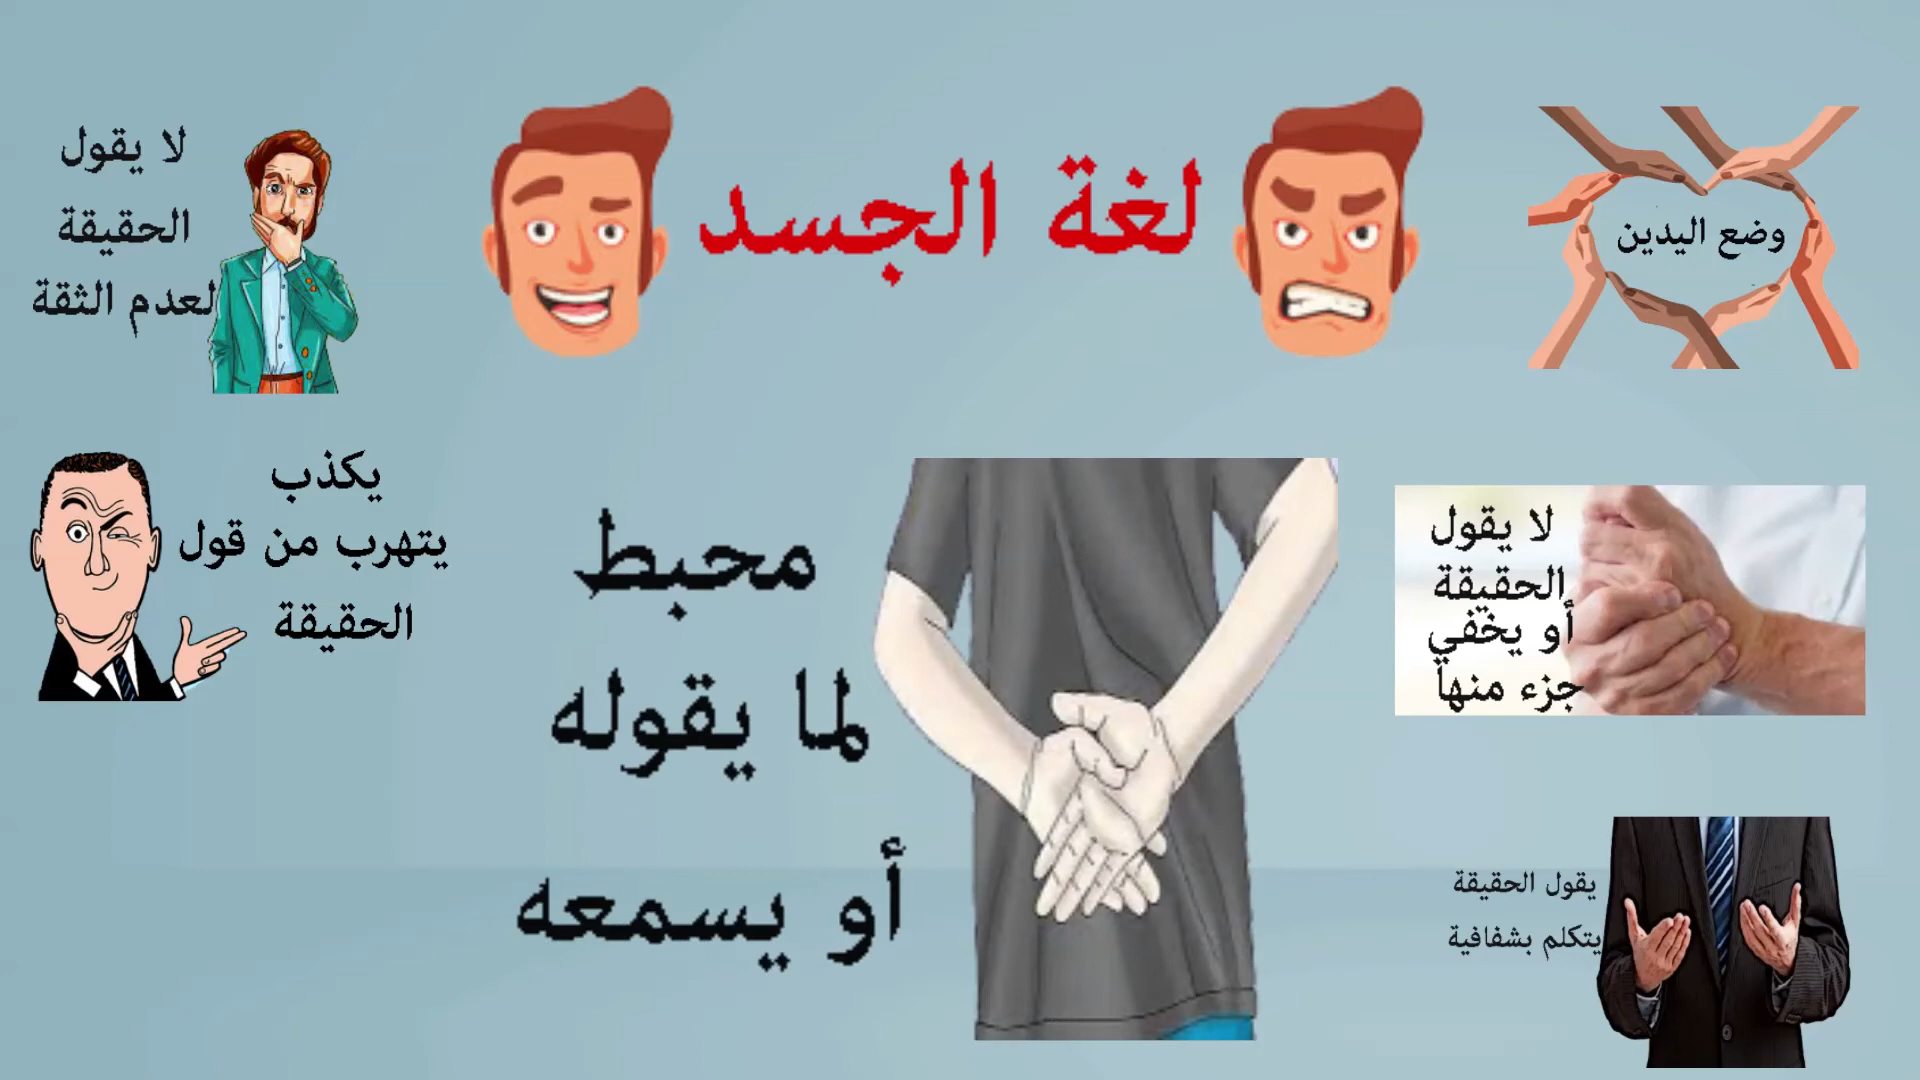 لغة الجسد
وضع اليدين
لا يقول
الحقيقة
أو يخفي
جزء منها
يقول الحقيقة
يتكلم بشفافية
محبط
لما يقوله
أو يسمعه
لا يقول
الحقيقة
لعدم الثقة
يكذب
يتهرب من قول
الحقيقة